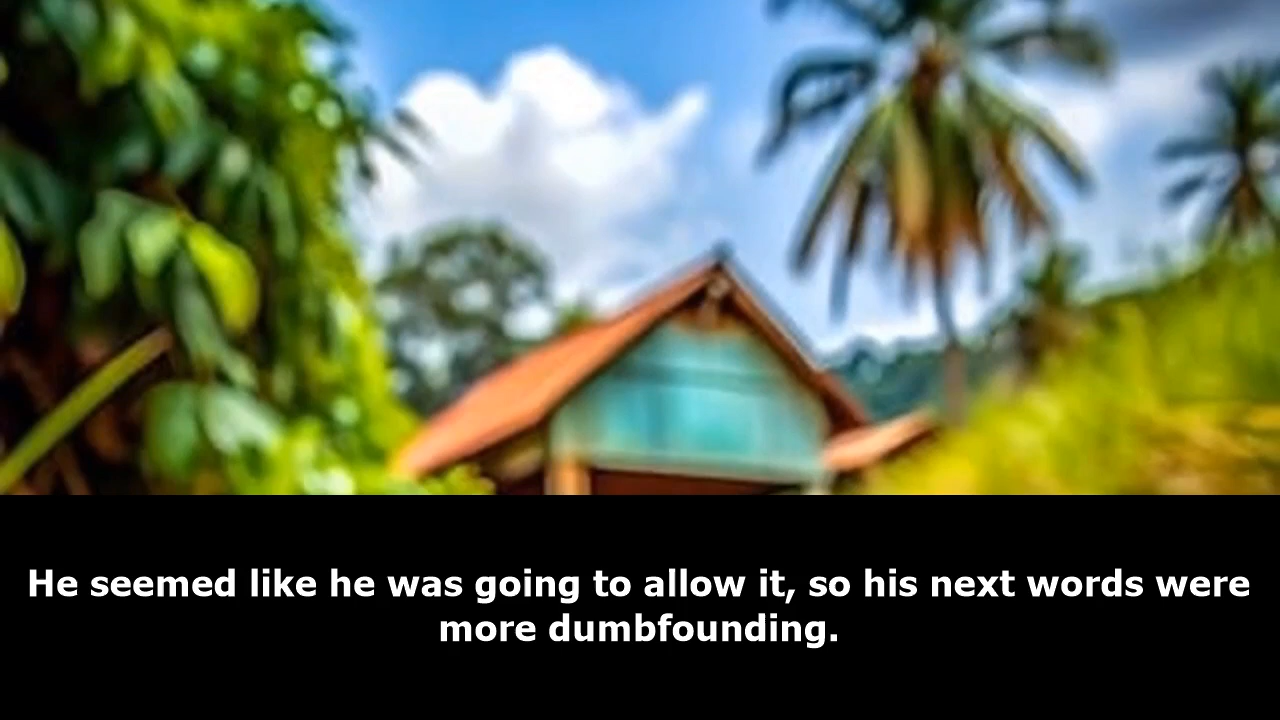 He seemed like he was going to allow it, so his next words were
more dumbfounding.